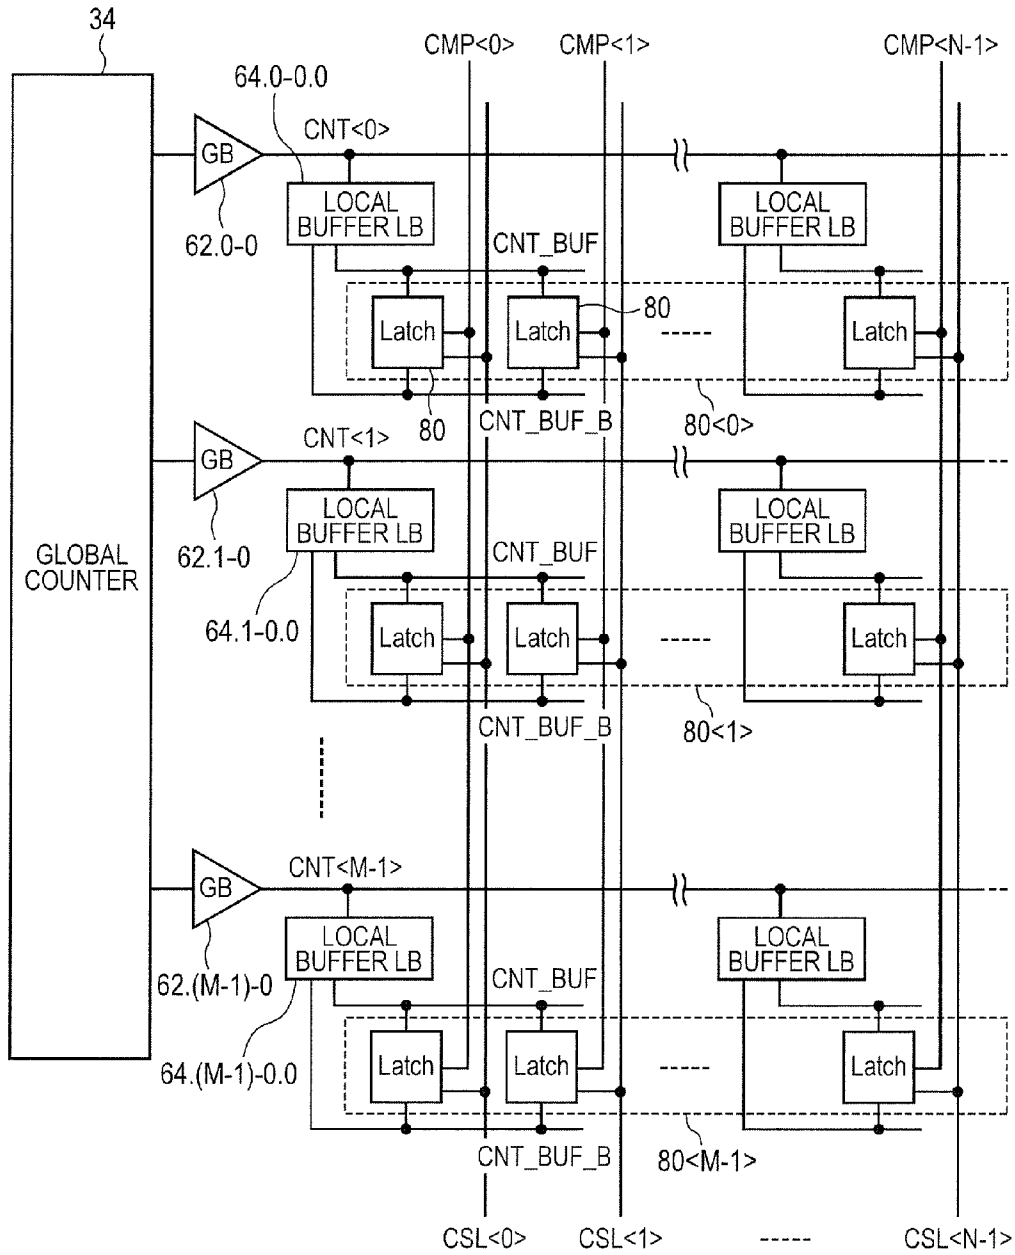 34
CMP<0>
CMP<1>
CMP<N-1>
64.0-0.0
GB
CNT<0>
LOCAL
BUFFER LB
LOCAL
BUFFER LB
62.0-0
CNT_BUF
80
Latch
Latch
Latch
80
CNT_BUF_B
80<0>
GB
CNT<1>
LOCAL
BUFFER LB
LOCAL
BUFFER LB
62.1-0
GLOBAL
COUNTER
CNT_BUF
64.1-0.0
Latch
Latch
Latch
CNT_BUF_B
80<1>
GB
CNT<M-1>
LOCAL
BUFFER LB
LOCAL
BUFFER LB
62.(M-1)-0
CNT_BUF
64.(M-1)-0.0
Latch
Latch
Latch
CNT_BUF_B
80<M-1>
CSL<0>
CSL<1>
CSL<N-1>